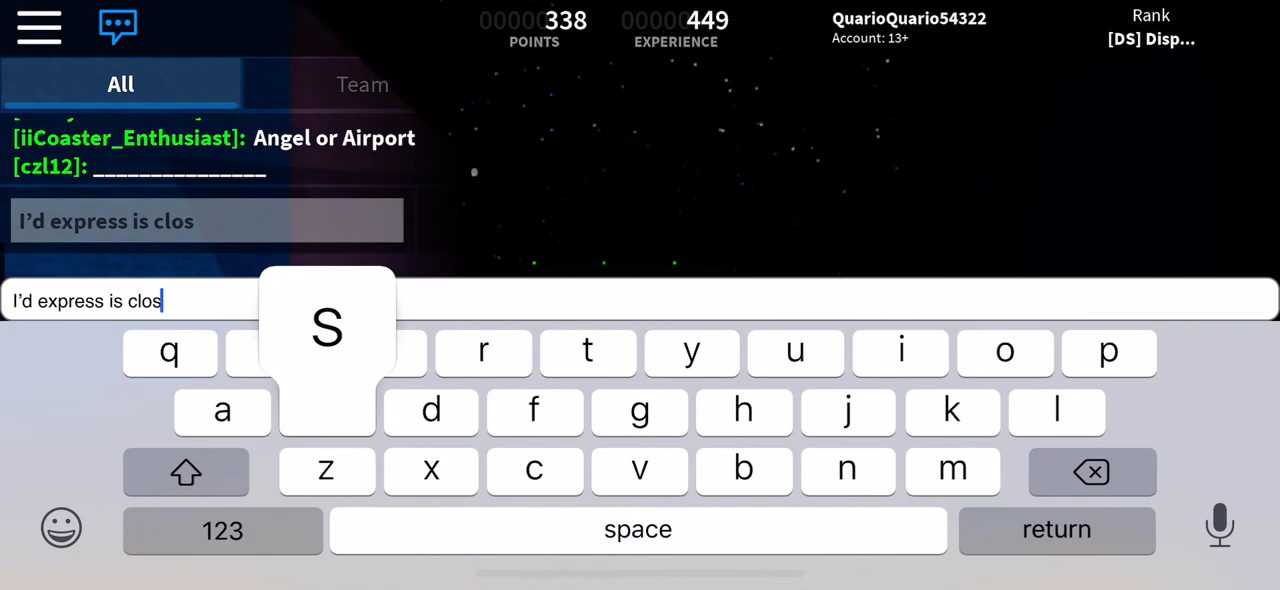 00000338
POINTS
00000449
EXPERIENCE
QuarioQuario54322
Account: 13+
Rank
[DS] Disp...
All
Team
[iiCoaster_Enthusiast]: Angel or Airport
[czl12]: _______________
I’d express is clos
I’d express is clos
S
q r t y u i o p
a d f g h j k l
z x c v b n m
123 space return